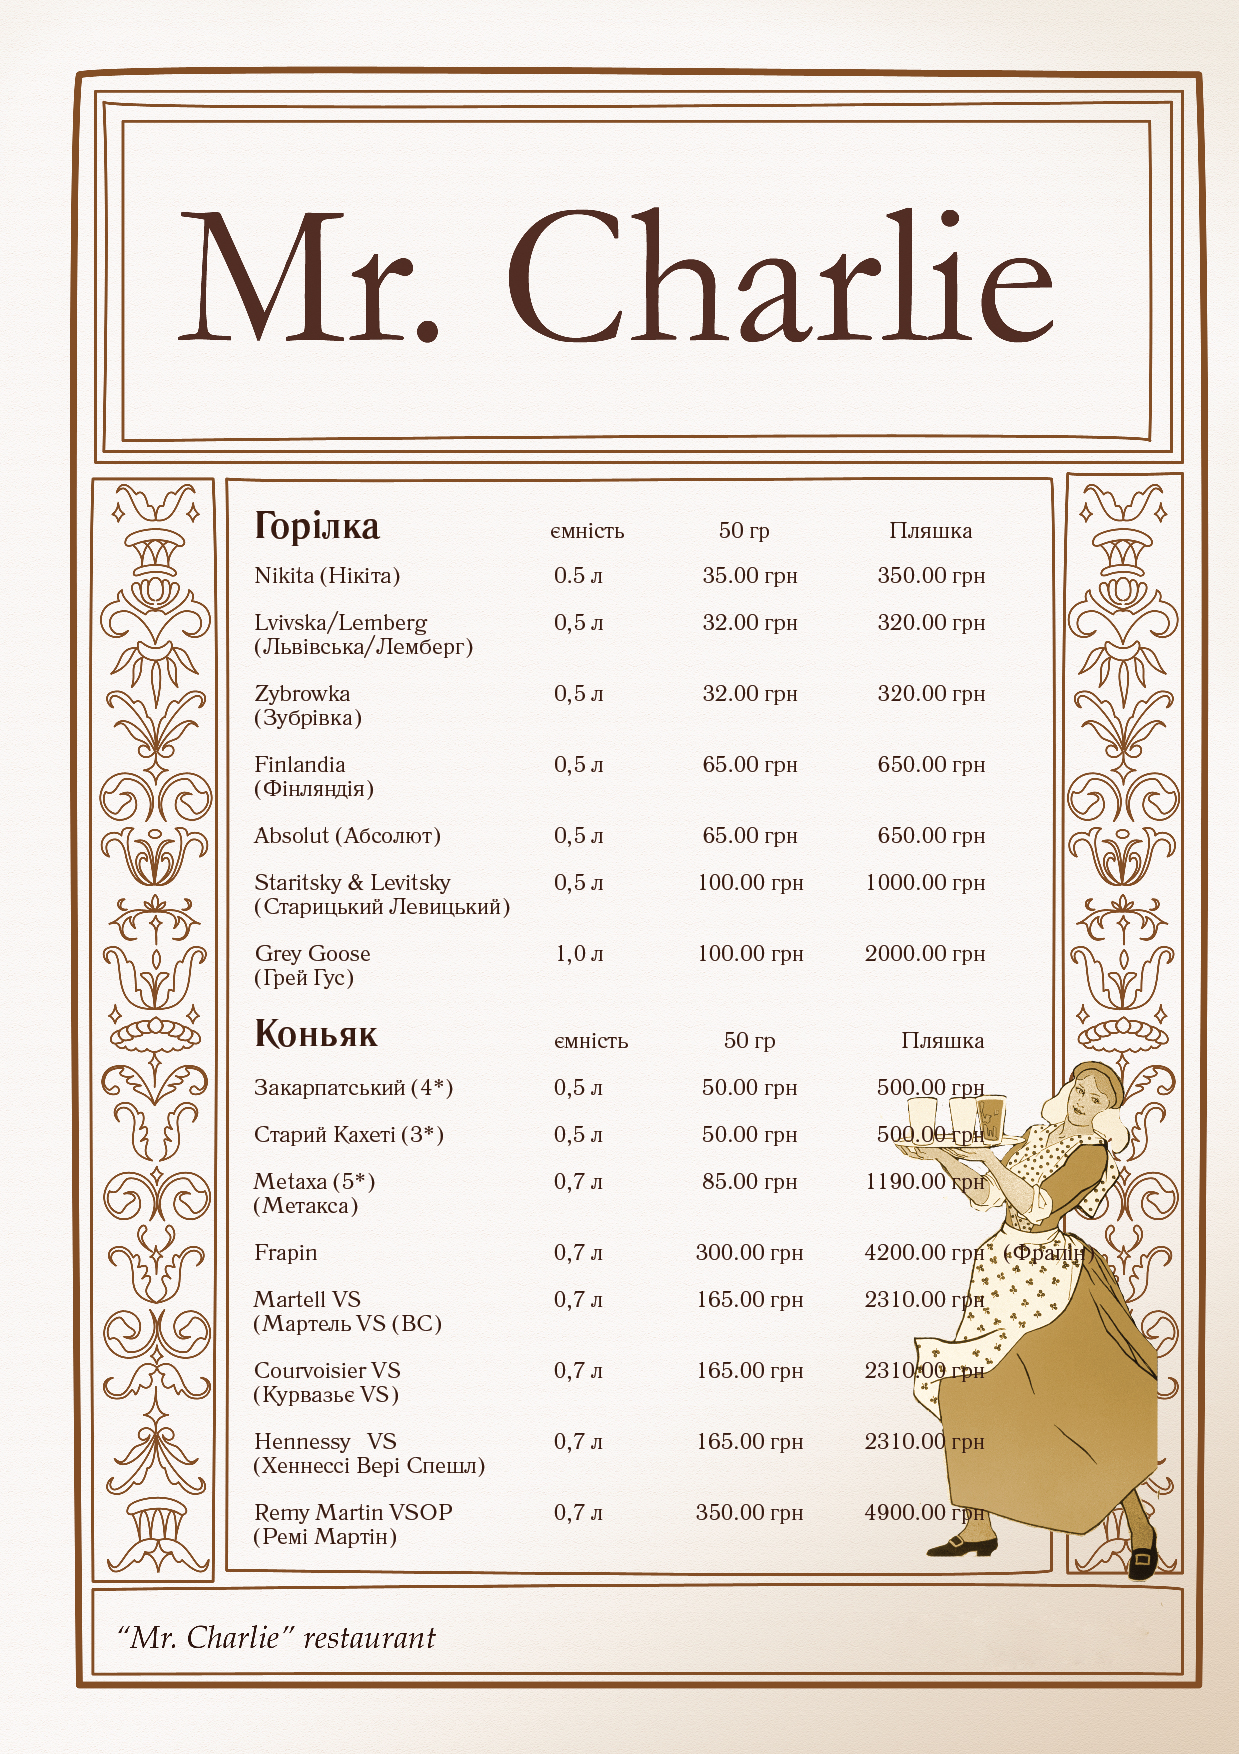 Mr. Charlie
Горілка ємність 50 гр Пляшка
Nikita (Нікіта) 0.5 л 35.00 грн 350.00 грн
Lvivska/Lemberg 0,5 л 32.00 грн 320.00 грн
(Львівська/Лемберг)
Zybrowka 0,5 л 32.00 грн 320.00 грн
(Зубрівка)
Finlandia 0,5 л 65.00 грн 650.00 грн
(Фінляндія)
Absolut (Абсолют) 0,5 л 65.00 грн 650.00 грн
Staritsky & Levitsky 0,5 л 100.00 грн 1000.00 грн
(Старицький Левицький)
Grey Goose 1,0 л 100.00 грн 2000.00 грн
(Грей Гус)
Коньяк ємність 50 гр Пляшка
Закарпатський (4*) 0,5 л 50.00 грн 500.00 грн
Старий Кахеті (3*) 0,5 л 50.00 грн 500.00 грн
Metaxa (5*) 0,7 л 85.00 грн 1190.00 грн
(Метакса)
Frapin 0,7 л 300.00 грн 4200.00 грн (Фрапін)
Martell VS 0,7 л 165.00 грн 2310.00 грн
(Мартель VS (ВС)
Courvoisier VS 0,7 л 165.00 грн 2310.00 грн
(Курвазьє VS)
Hennessy VS 0,7 л 165.00 грн 2310.00 грн
(Хеннессі Вері Спешл)
Remy Martin VSOP 0,7 л 350.00 грн 4900.00 грн
(Ремі Мартін)
“Mr. Charlie” restaurant